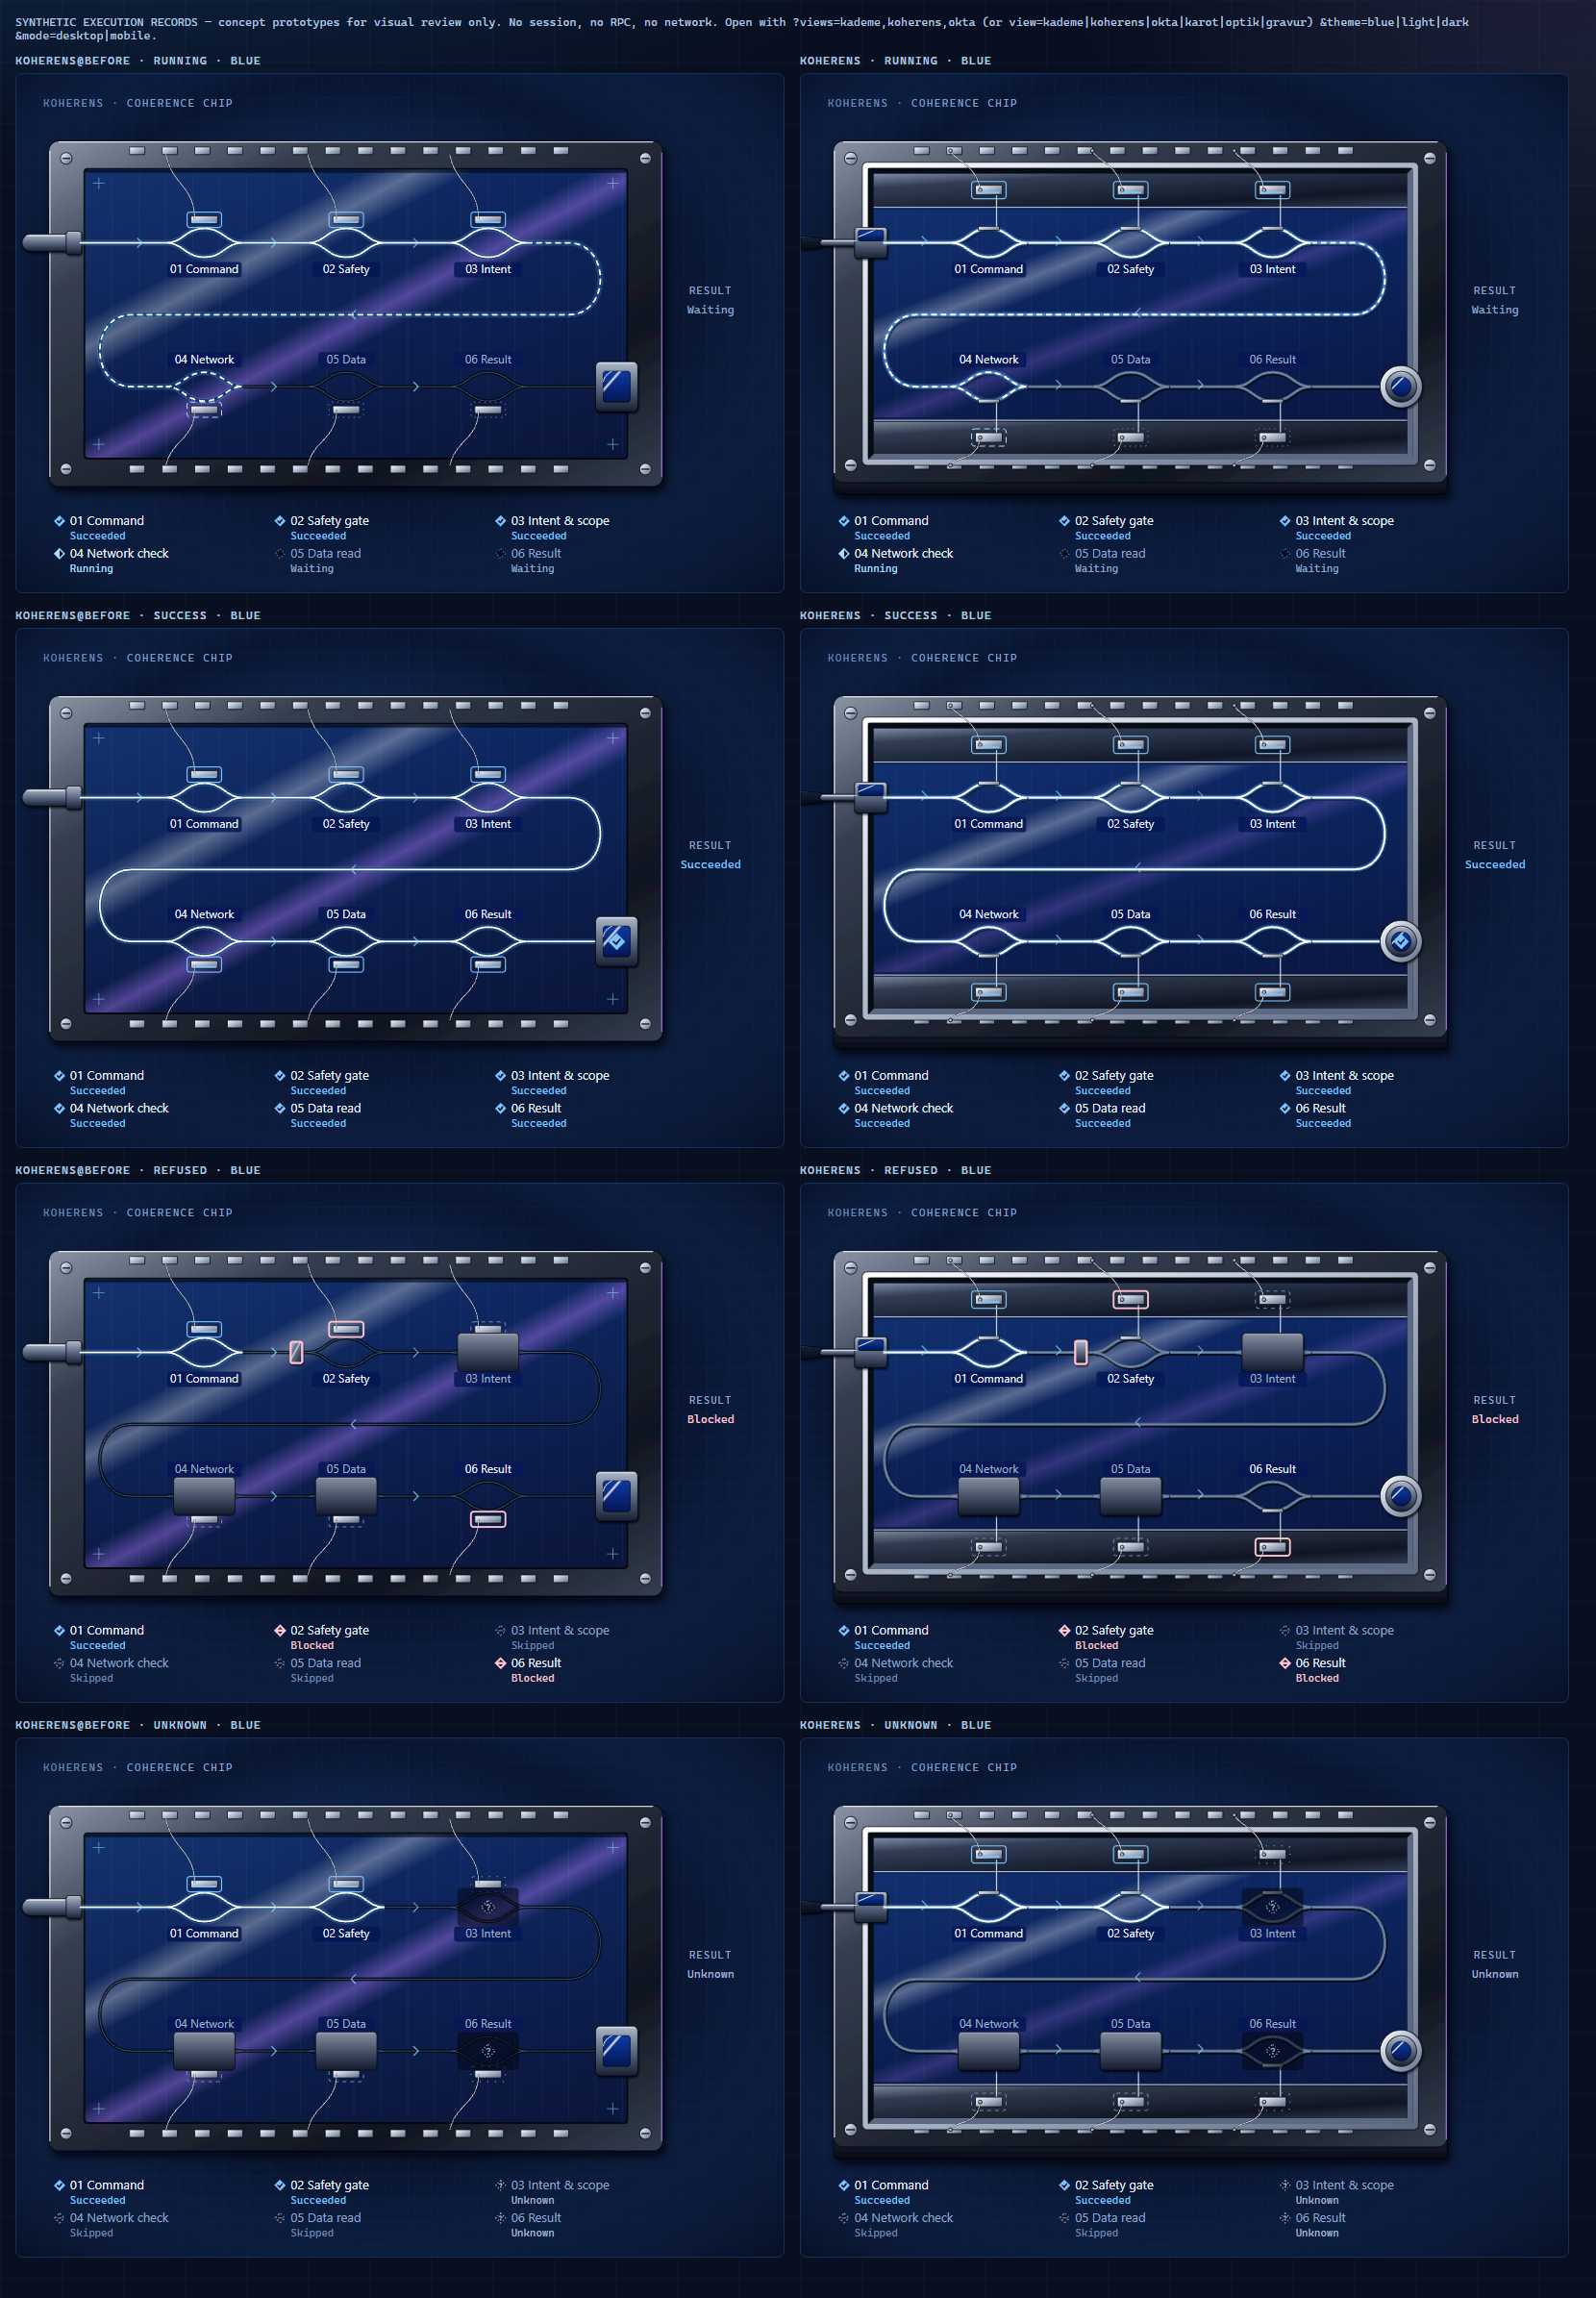 SYNTHETIC EXECUTION RECORDS — concept prototypes for visual review only. No session, no RPC, no network. Open with ?views=kademe,koherens,okta (or view=kademe|koherens|okta|karot|optik|gravur) &theme=blue|light|dark
&mode=desktop|mobile.
KOHERENS@BEFORE · RUNNING · BLUE
KOHERENS · COHERENCE CHIP
01 Command
02 Safety
03 Intent
RESULT
Waiting
04 Network
05 Data
06 Result
01 Command
Succeeded
02 Safety gate
Succeeded
03 Intent & scope
Succeeded
04 Network check
Running
05 Data read
Waiting
06 Result
Waiting
KOHERENS · RUNNING · BLUE
KOHERENS · COHERENCE CHIP
01 Command
02 Safety
03 Intent
RESULT
Waiting
04 Network
05 Data
06 Result
01 Command
Succeeded
02 Safety gate
Succeeded
03 Intent & scope
Succeeded
04 Network check
Running
05 Data read
Waiting
06 Result
Waiting
KOHERENS@BEFORE · SUCCESS · BLUE
KOHERENS · COHERENCE CHIP
01 Command
02 Safety
03 Intent
RESULT
Succeeded
04 Network
05 Data
06 Result
01 Command
Succeeded
02 Safety gate
Succeeded
03 Intent & scope
Succeeded
04 Network check
Succeeded
05 Data read
Succeeded
06 Result
Succeeded
KOHERENS · SUCCESS · BLUE
KOHERENS · COHERENCE CHIP
01 Command
02 Safety
03 Intent
RESULT
Succeeded
04 Network
05 Data
06 Result
01 Command
Succeeded
02 Safety gate
Succeeded
03 Intent & scope
Succeeded
04 Network check
Succeeded
05 Data read
Succeeded
06 Result
Succeeded
KOHERENS@BEFORE · REFUSED · BLUE
KOHERENS · COHERENCE CHIP
01 Command
02 Safety
03 Intent
RESULT
Blocked
04 Network
05 Data
06 Result
01 Command
Succeeded
02 Safety gate
Blocked
03 Intent & scope
Skipped
04 Network check
Skipped
05 Data read
Skipped
06 Result
Blocked
KOHERENS · REFUSED · BLUE
KOHERENS · COHERENCE CHIP
01 Command
02 Safety
03 Intent
RESULT
Blocked
04 Network
05 Data
06 Result
01 Command
Succeeded
02 Safety gate
Blocked
03 Intent & scope
Skipped
04 Network check
Skipped
05 Data read
Skipped
06 Result
Blocked
KOHERENS@BEFORE · UNKNOWN · BLUE
KOHERENS · COHERENCE CHIP
?
01 Command
02 Safety
03 Intent
RESULT
Unknown
04 Network
05 Data
06 Result
?
01 Command
Succeeded
02 Safety gate
Succeeded
03 Intent & scope
Unknown
04 Network check
Skipped
05 Data read
Skipped
06 Result
Unknown
KOHERENS · UNKNOWN · BLUE
KOHERENS · COHERENCE CHIP
?
01 Command
02 Safety
03 Intent
RESULT
Unknown
04 Network
05 Data
06 Result
?
01 Command
Succeeded
02 Safety gate
Succeeded
03 Intent & scope
Unknown
04 Network check
Skipped
05 Data read
Skipped
06 Result
Unknown